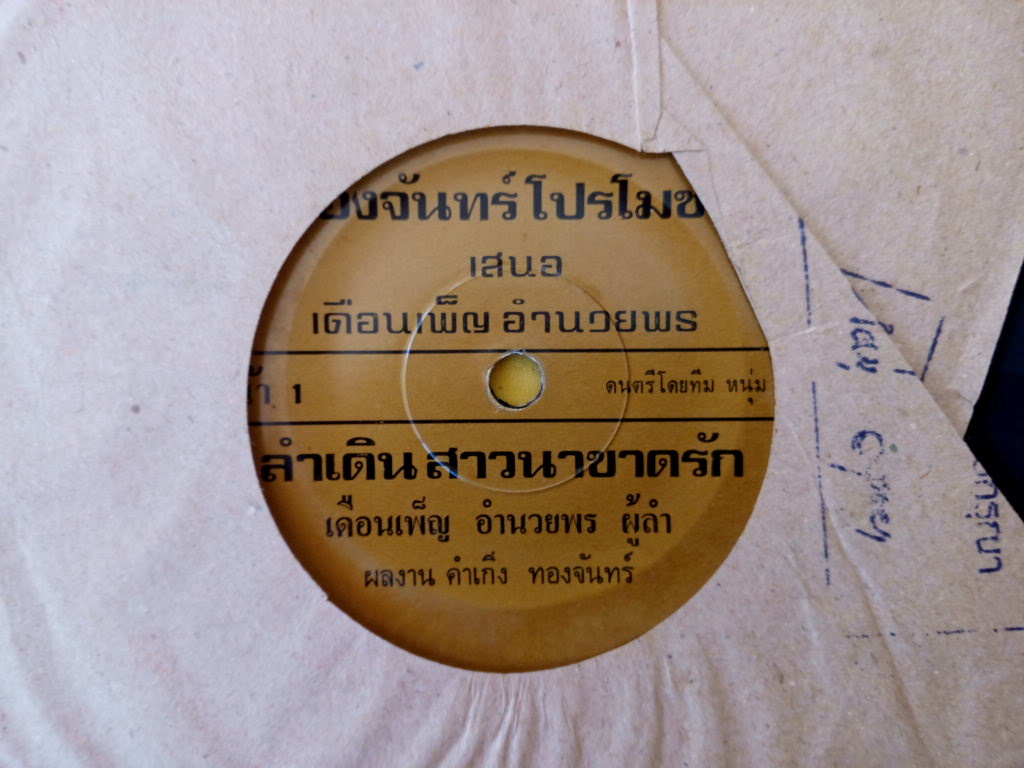 องจันทร์ โปรโมช
เสนอ
เดือนเพ็ญ อำนวยพร
้า 1
ดนตรีโดยทีม หนุ่ม
ลำเดิน สาวนาขาดรัก
เดือนเพ็ญ อำนวยพร ผู้ลำ
ผลงาน คำเกิ่ง ทองจันทร์